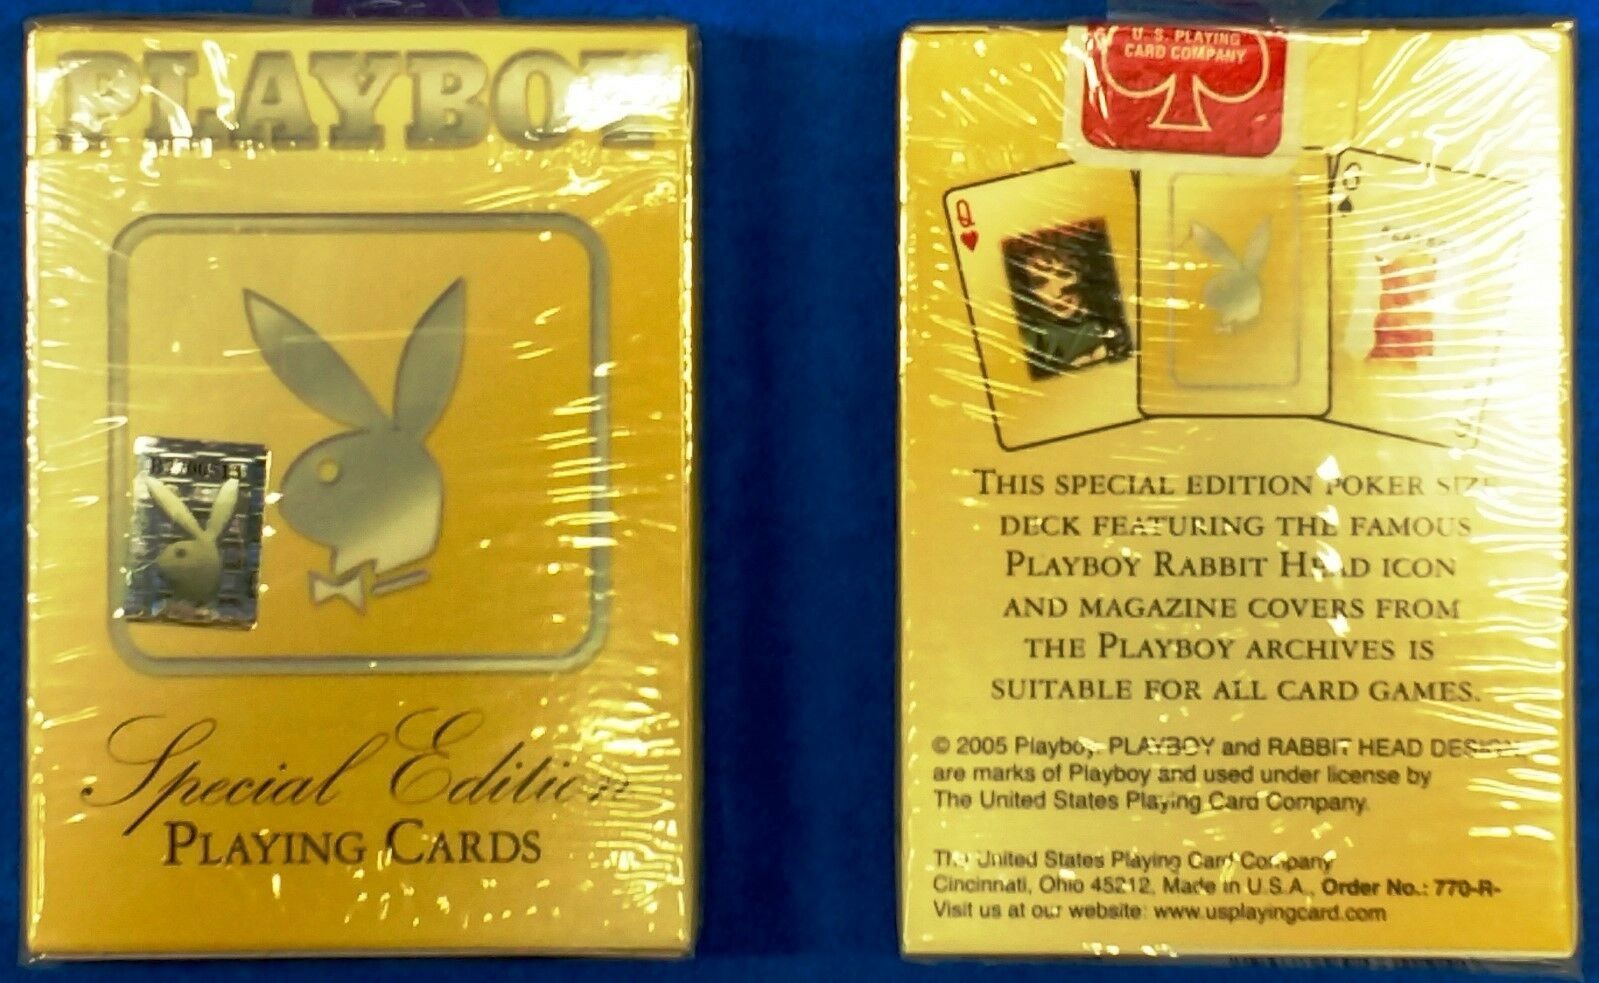 PLAYBOY
Special Edition
PLAYING CARDS
U. S. PLAYING
CARD COMPANY
Q
6
PLAYBOY
THIS SPECIAL EDITION POKER SIZE
DECK FEATURING THE FAMOUS
PLAYBOY RABBIT HEAD ICON
AND MAGAZINE COVERS FROM
THE PLAYBOY ARCHIVES IS
SUITABLE FOR ALL CARD GAMES.
© 2005 Playboy. PLAYBOY and RABBIT HEAD DESIGN
are marks of Playboy and used under license by
The United States Playing Card Company.
The United States Playing Card Company
Cincinnati, Ohio 45212, Made in U.S.A., Order No.: 770-R-
Visit us at our website: www.usplayingcard.com